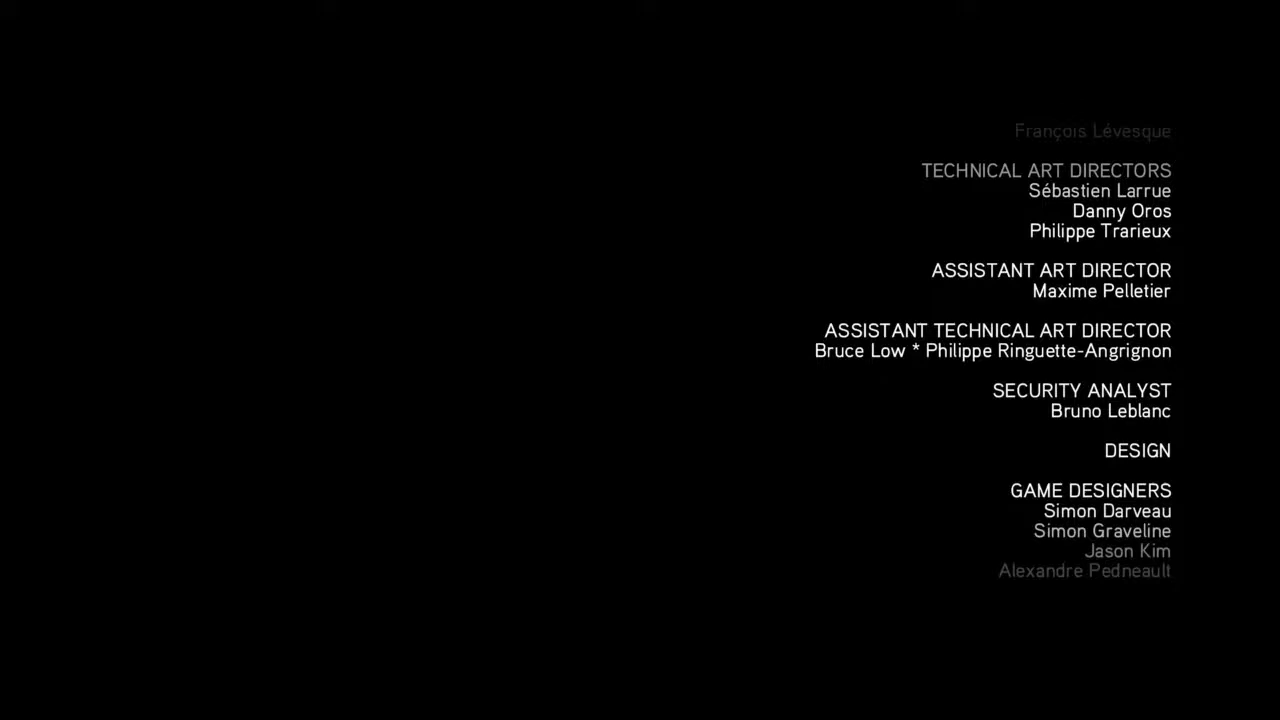 François Lévesque
TECHNICAL ART DIRECTORS
Sébastien Larrue
Danny Oros
Philippe Trarieux
ASSISTANT ART DIRECTOR
Maxime Pelletier
ASSISTANT TECHNICAL ART DIRECTOR
Bruce Low * Philippe Ringuette-Angrignon
SECURITY ANALYST
Bruno Leblanc
DESIGN
GAME DESIGNERS
Simon Darveau
Simon Graveline
Jason Kim
Alexandre Pedneault